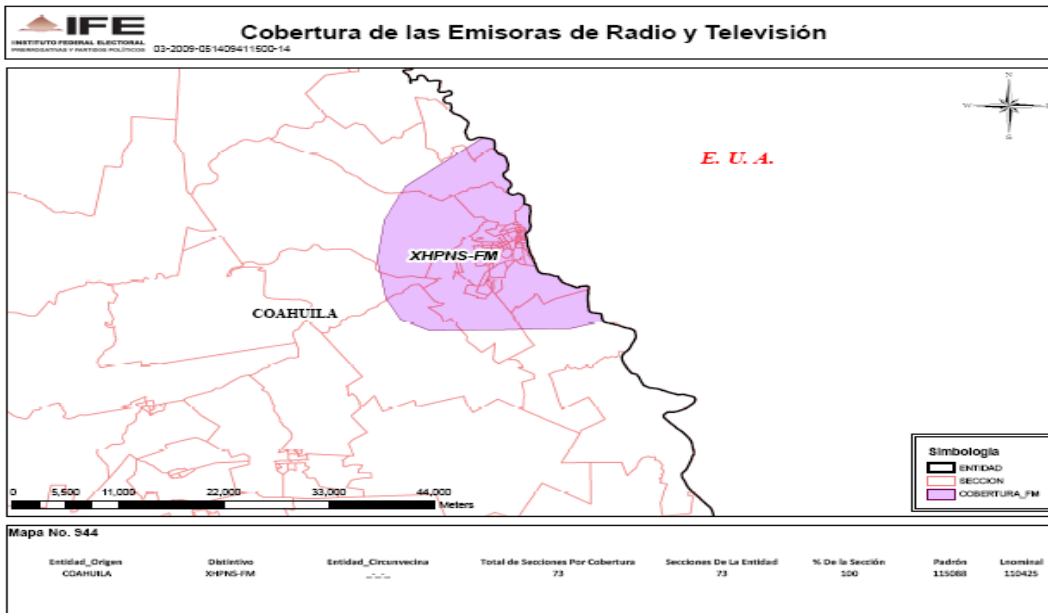 IFE
INSTITUTO FEDERAL ELECTORAL
PRERROGATIVAS Y PARTIDOS POLÍTICOS
03-2009-051409411500-14
Cobertura de las Emisoras de Radio y Televisión
N
W
E
S
E. U. A.
XHPNS-FM
COAHUILA
Simbología
ENTIDAD
SECCION
COBERTURA_FM
0 5,500 11,000 22,000 33,000 44,000
Meters
Mapa No. 944
Entidad_Origen Distintivo Entidad_Circunvecina Total de Secciones Por Cobertura Secciones De La Entidad % De la Sección Padrón Lnominal
COAHUILA XHPNS-FM _-_-_ 73 73 100 115088 110425